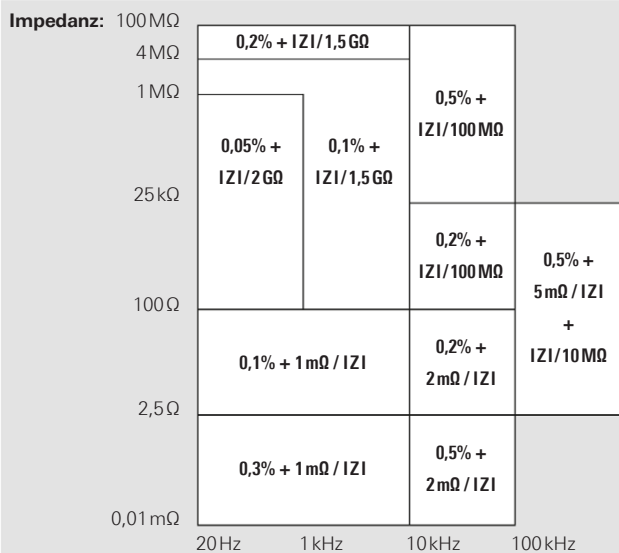 Impedanz: 100 MΩ
4 MΩ
1 MΩ
25 kΩ
100 Ω
2,5 Ω
0,01 mΩ
0,2% + IZI/1,5 GΩ
0,05% +
IZI/2 GΩ
0,1% +
IZI/1,5 GΩ
0,5% +
IZI/100 MΩ
0,2% +
IZI/100 MΩ
0,5% +
5 mΩ / IZI
+
IZI/10 MΩ
0,1% + 1 mΩ / IZI
0,2% +
2 mΩ / IZI
0,3% + 1 mΩ / IZI
0,5% +
2 mΩ / IZI
20 Hz 1 kHz 10 kHz 100 kHz